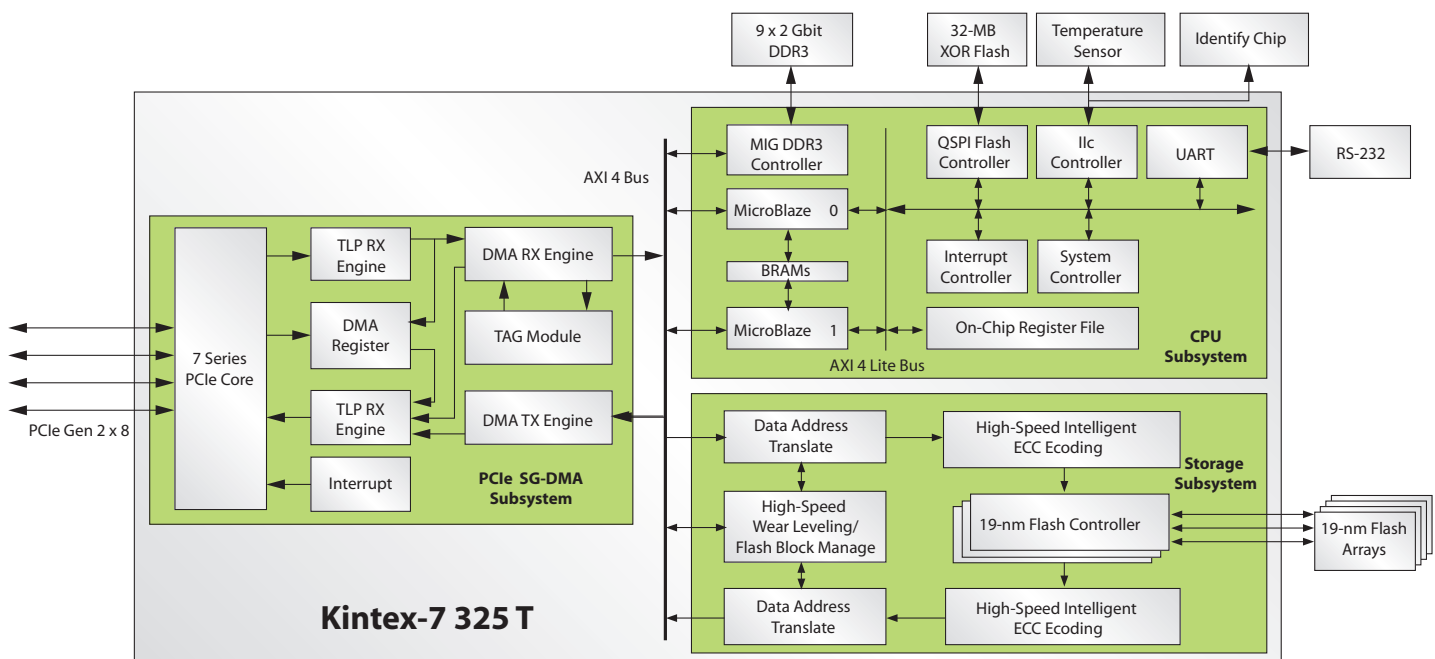 9 x 2 Gbit
DDR3
32-MB
XOR Flash
Temperature
Sensor
Identify Chip
MIG DDR3
Controller
QSPI Flash
Controller
IIc
Controller
UART
RS-232
AXI 4 Bus
MicroBlaze 0
BRAMs
MicroBlaze 1
Interrupt
Controller
System
Controller
On-Chip Register File
CPU
Subsystem
AXI 4 Lite Bus
7 Series
PCIe Core
TLP RX
Engine
DMA RX Engine
DMA
Register
TAG Module
TLP RX
Engine
DMA TX Engine
Interrupt
PCIe SG-DMA
Subsystem
PCIe Gen 2 x 8
Data Address
Translate
High-Speed Intelligent
ECC Ecoding
Storage
Subsystem
High-Speed
Wear Leveling/
Flash Block Manage
19-nm Flash Controller
19-nm Flash
Arrays
Data Address
Translate
High-Speed Intelligent
ECC Ecoding
Kintex-7 325 T